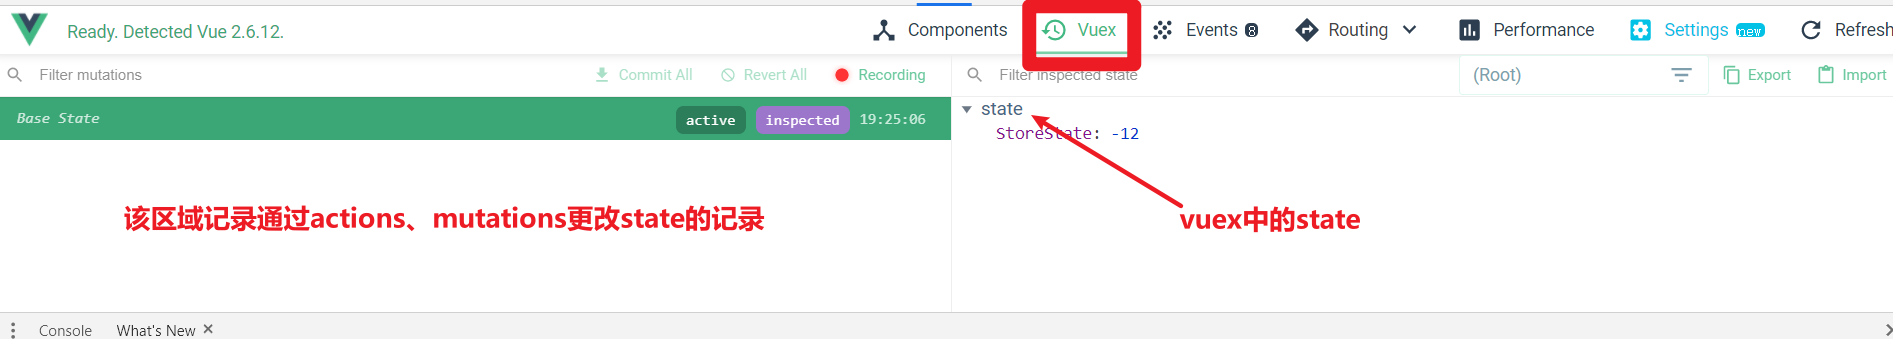 Ready. Detected Vue 2.6.12.
Components
Vuex
Events 8
Routing
Performance
Settings new
Refresh
Filter mutations
Commit All
Revert All
Recording
Filter inspected state
(Root)
Export
Import
Base State
active
inspected
19:25:06
state
StoreState: -12
该区域记录通过actions、mutations更改state的记录
vuex中的state
Console
What's New